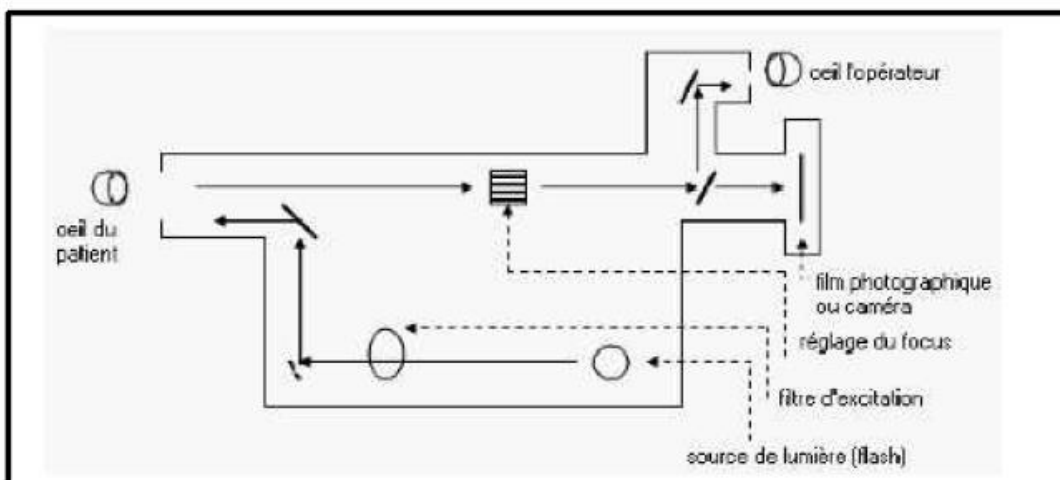 oeil l'opérateur
oeil du
patient
film photographique
ou caméra
réglage du focus
filtre d'excitation
source de lumière (flash)